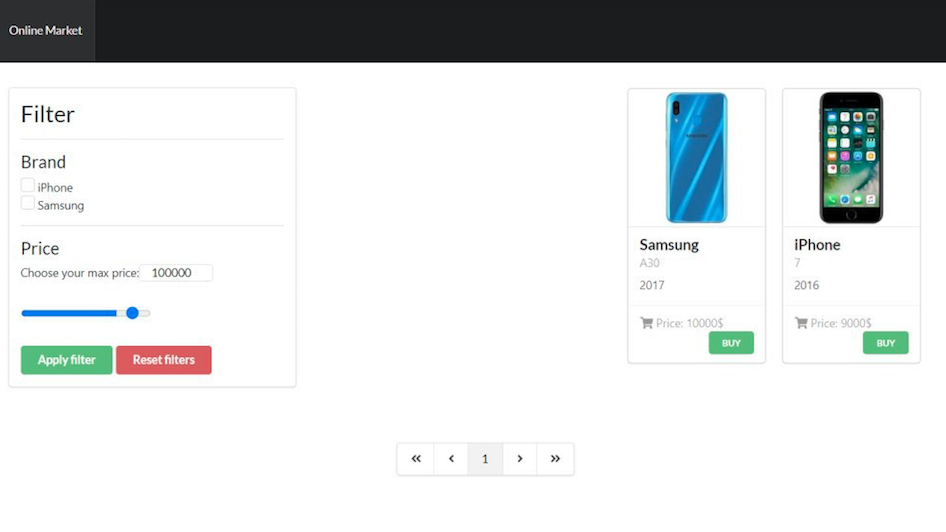 Online Market
Filter
Brand
iPhone
Samsung
Price
Choose your max price: 100000
Apply filter
Reset filters
SAMSUNG
Samsung
A30
2017
Price: 10000$
BUY
iPhone
7
2016
Price: 9000$
BUY
« ‹ 1 › »